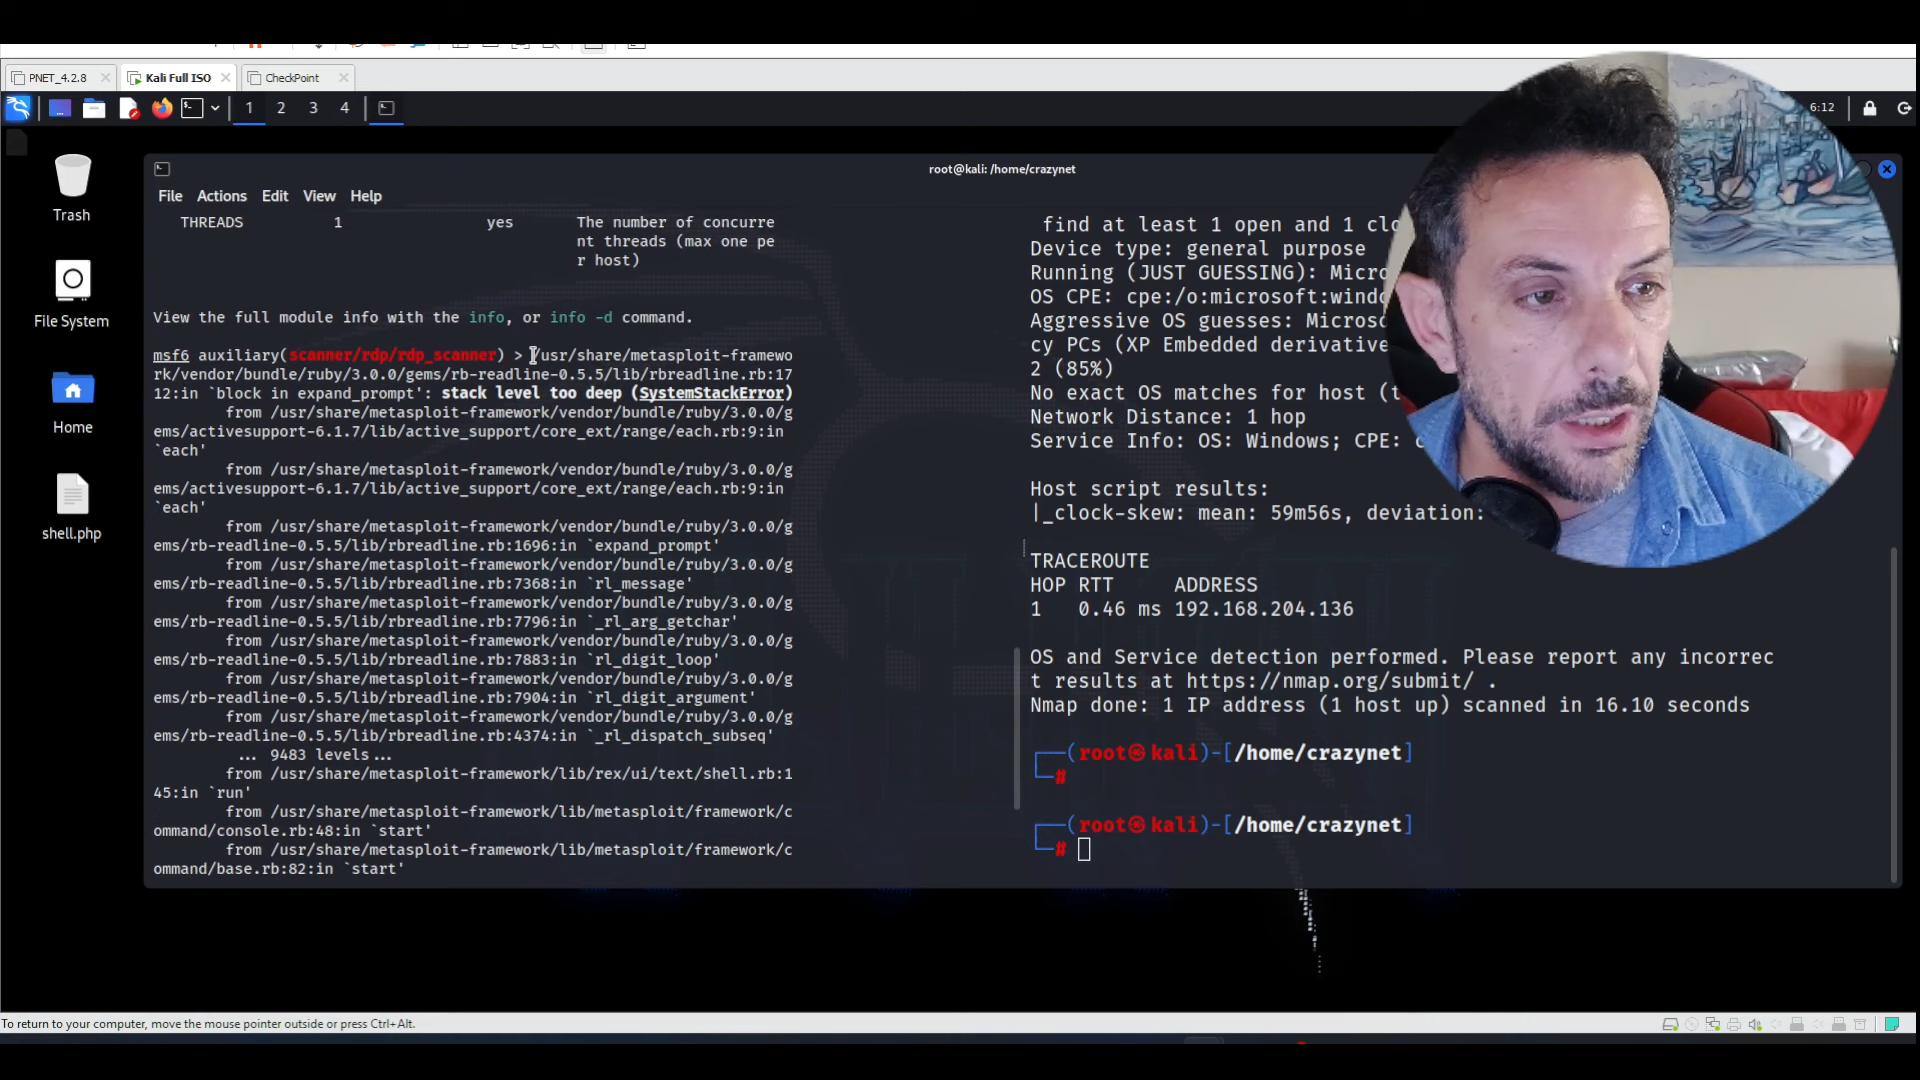 PNET_4.2.8
Kali Full ISO
CheckPoint
1
2
3
4
6:12
root@kali: /home/crazynet
Trash
File System
Home
shell.php
File Actions Edit View Help
THREADS 1 yes The number of concurre
nt threads (max one pe
r host)
View the full module info with the info, or info -d command.
msf6 auxiliary(scanner/rdp/rdp_scanner) > /usr/share/metasploit-framewo
rk/vendor/bundle/ruby/3.0.0/gems/rb-readline-0.5.5/lib/rbreadline.rb:17
12:in `block in expand_prompt': stack level too deep (SystemStackError)
from /usr/share/metasploit-framework/vendor/bundle/ruby/3.0.0/g
ems/activesupport-6.1.7/lib/active_support/core_ext/range/each.rb:9:in
`each'
from /usr/share/metasploit-framework/vendor/bundle/ruby/3.0.0/g
ems/activesupport-6.1.7/lib/active_support/core_ext/range/each.rb:9:in
`each'
from /usr/share/metasploit-framework/vendor/bundle/ruby/3.0.0/g
ems/rb-readline-0.5.5/lib/rbreadline.rb:1696:in `expand_prompt'
from /usr/share/metasploit-framework/vendor/bundle/ruby/3.0.0/g
ems/rb-readline-0.5.5/lib/rbreadline.rb:7368:in `rl_message'
from /usr/share/metasploit-framework/vendor/bundle/ruby/3.0.0/g
ems/rb-readline-0.5.5/lib/rbreadline.rb:7796:in `_rl_arg_getchar'
from /usr/share/metasploit-framework/vendor/bundle/ruby/3.0.0/g
ems/rb-readline-0.5.5/lib/rbreadline.rb:7883:in `rl_digit_loop'
from /usr/share/metasploit-framework/vendor/bundle/ruby/3.0.0/g
ems/rb-readline-0.5.5/lib/rbreadline.rb:7904:in `rl_digit_argument'
from /usr/share/metasploit-framework/vendor/bundle/ruby/3.0.0/g
ems/rb-readline-0.5.5/lib/rbreadline.rb:4374:in `_rl_dispatch_subseq'
... 9483 levels...
from /usr/share/metasploit-framework/lib/rex/ui/text/shell.rb:1
45:in `run'
from /usr/share/metasploit-framework/lib/metasploit/framework/c
ommand/console.rb:48:in `start'
from /usr/share/metasploit-framework/lib/metasploit/framework/c
ommand/base.rb:82:in `start'
find at least 1 open and 1 clo
Device type: general purpose
Running (JUST GUESSING): Micro
OS CPE: cpe:/o:microsoft:windo
Aggressive OS guesses: Microso
cy PCs (XP Embedded derivative
2 (85%)
No exact OS matches for host (t
Network Distance: 1 hop
Service Info: OS: Windows; CPE: c
Host script results:
|_clock-skew: mean: 59m56s, deviation:
TRACEROUTE
HOP RTT ADDRESS
1 0.46 ms 192.168.204.136
OS and Service detection performed. Please report any incorrec
t results at https://nmap.org/submit/ .
Nmap done: 1 IP address (1 host up) scanned in 16.10 seconds
(root㉿kali)-[/home/crazynet]
#
(root㉿kali)-[/home/crazynet]
#
To return to your computer, move the mouse pointer outside or press Ctrl+Alt.